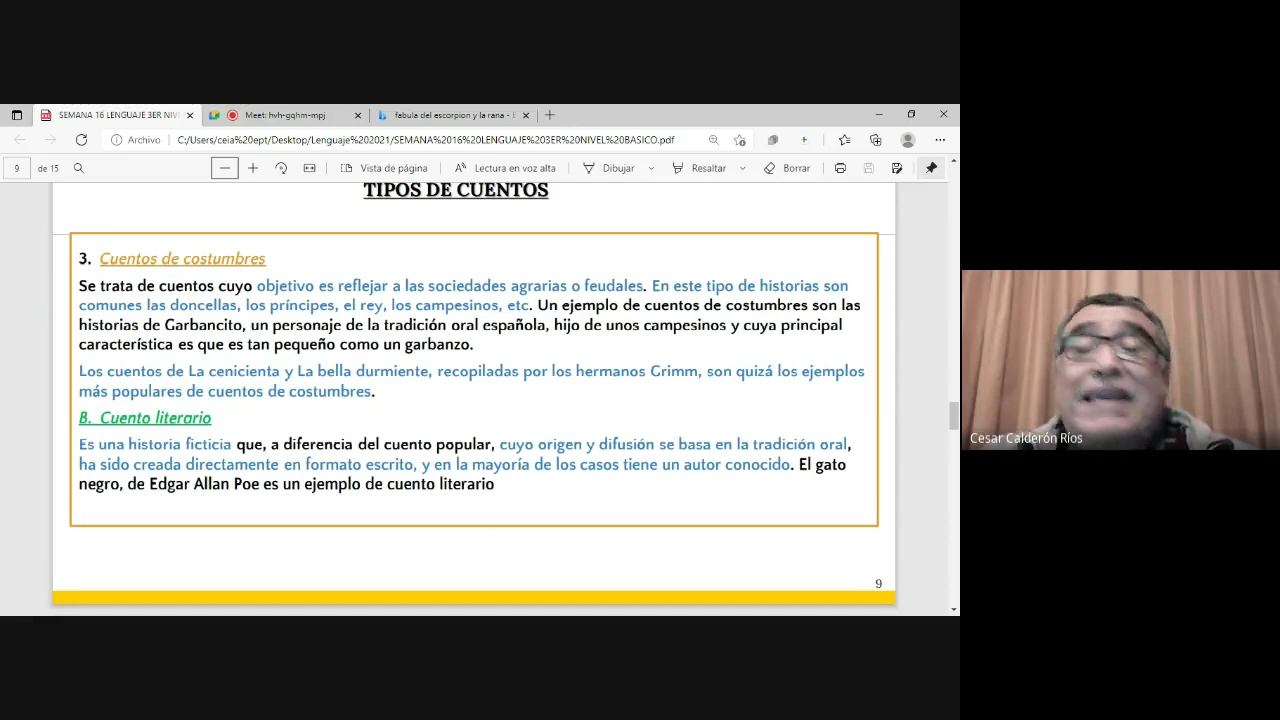 SEMANA 16 LENGUAJE 3ER NIV
Meet: hvh-gqhm-mpj
fabula del escorpion y la rana -
Archivo
C:/Users/ceia%20ept/Desktop/Lenguaje%202021/SEMANA%2016%20LENGUAJE%203ER%20NIVEL%20BASICO.pdf
9 de 15
Vista de página
Lectura en voz alta
Dibujar
Resaltar
Borrar
TIPOS DE CUENTOS
3. Cuentos de costumbres
Se trata de cuentos cuyo objetivo es reflejar a las sociedades agrarias o feudales. En este tipo de historias son
comunes las doncellas, los príncipes, el rey, los campesinos, etc. Un ejemplo de cuentos de costumbres son las
historias de Garbancito, un personaje de la tradición oral española, hijo de unos campesinos y cuya principal
característica es que es tan pequeño como un garbanzo.
Los cuentos de La cenicienta y La bella durmiente, recopiladas por los hermanos Grimm, son quizá los ejemplos
más populares de cuentos de costumbres.
B. Cuento literario
Es una historia ficticia que, a diferencia del cuento popular, cuyo origen y difusión se basa en la tradición oral,
ha sido creada directamente en formato escrito, y en la mayoría de los casos tiene un autor conocido. El gato
negro, de Edgar Allan Poe es un ejemplo de cuento literario
9
Cesar Calderón Ríos